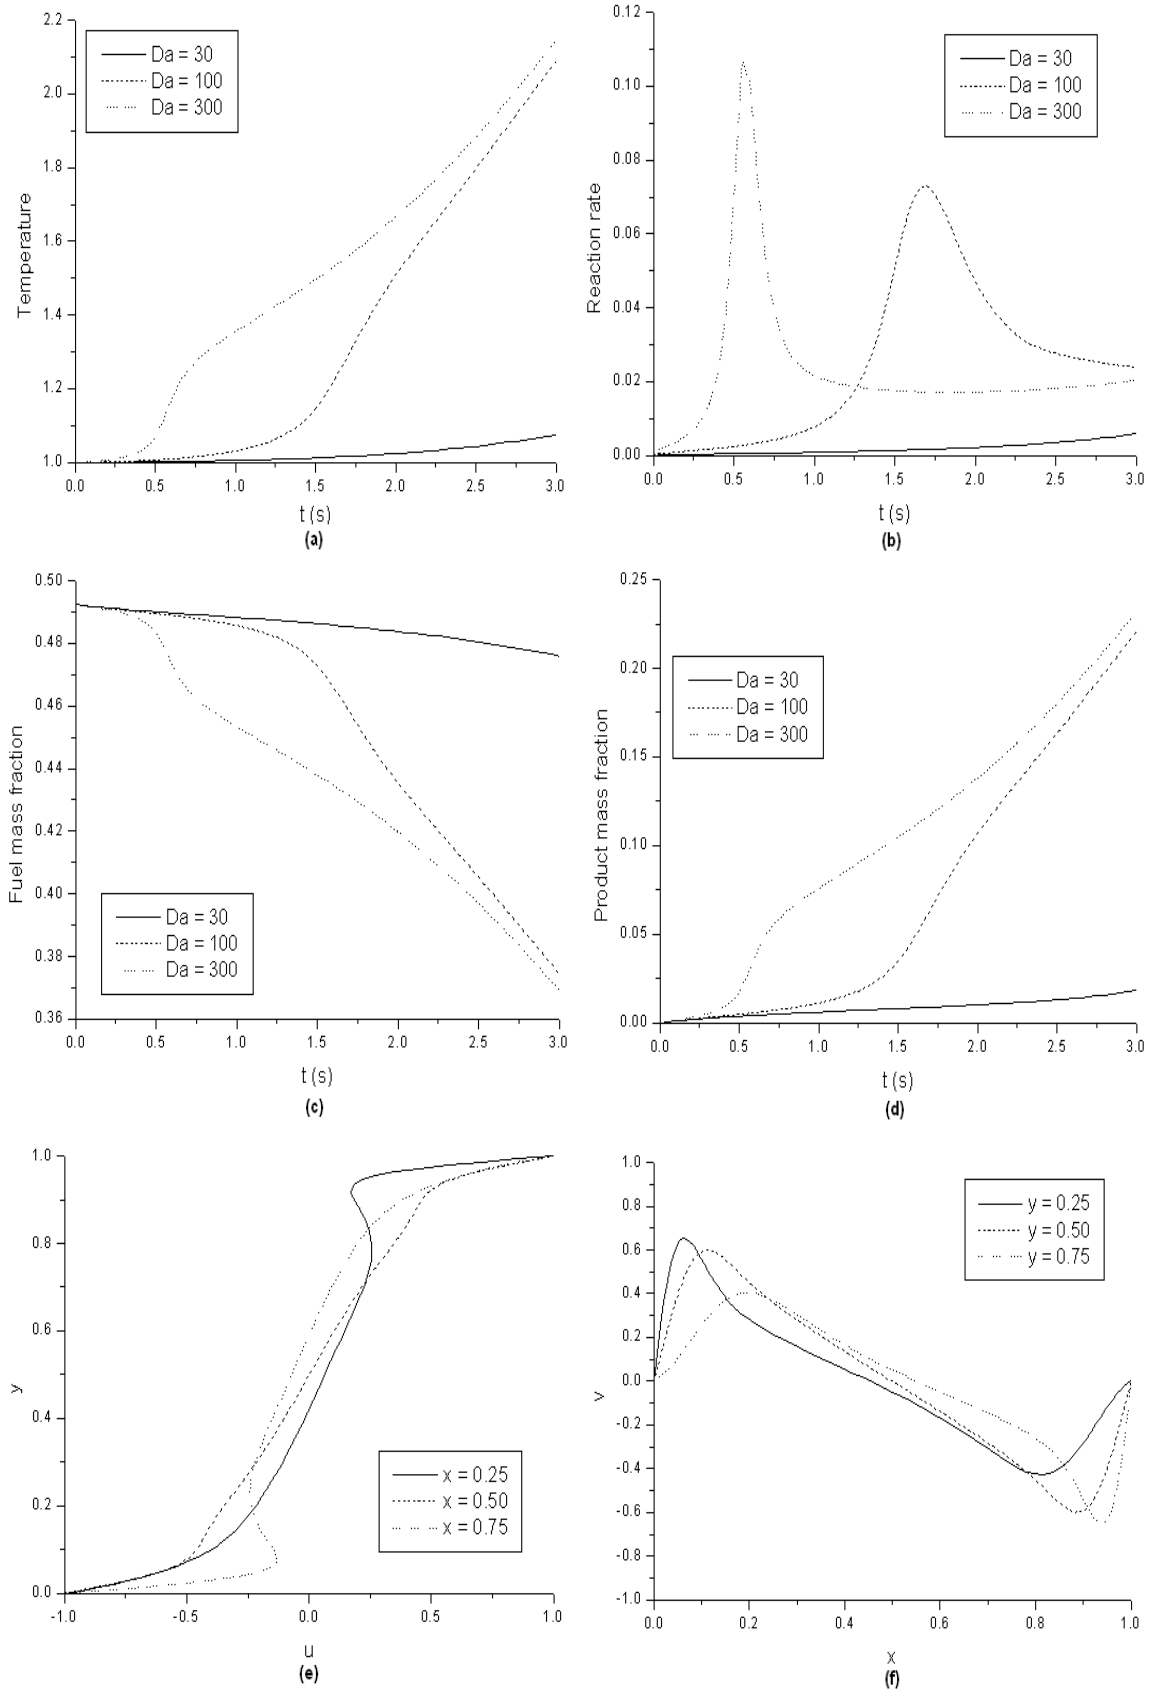 2.2
2.0
1.8
1.6
1.4
1.2
1.0
Temperature
Da = 30
Da = 100
Da = 300
0.0 0.5 1.0 1.5 2.0 2.5 3.0
t (s)
(a)
0.12
0.10
0.08
0.06
0.04
0.02
0.00
Reaction rate
Da = 30
Da = 100
Da = 300
0.0 0.5 1.0 1.5 2.0 2.5 3.0
t (s)
(b)
0.50
0.48
0.46
0.44
0.42
0.40
0.38
0.36
Fuel mass fraction
Da = 30
Da = 100
Da = 300
0.0 0.5 1.0 1.5 2.0 2.5 3.0
t (s)
(c)
0.25
0.20
0.15
0.10
0.05
0.00
Product mass fraction
Da = 30
Da = 100
Da = 300
0.0 0.5 1.0 1.5 2.0 2.5 3.0
t (s)
(d)
1.0
0.8
0.6
0.4
0.2
0.0
y
x = 0.25
x = 0.50
x = 0.75
-1.0 -0.5 0.0 0.5 1.0
u
(e)
1.0
0.8
0.6
0.4
0.2
0.0
-0.2
-0.4
-0.6
-0.8
-1.0
v
y = 0.25
y = 0.50
y = 0.75
0.0 0.2 0.4 0.6 0.8 1.0
x
(f)